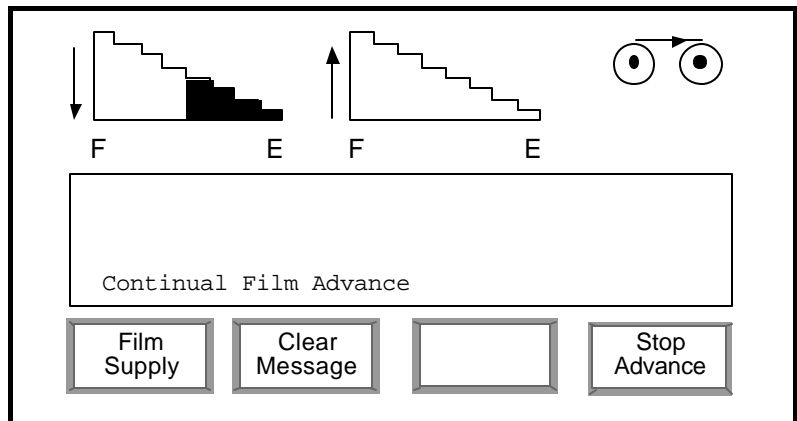 F E F E
Continual Film Advance
Film Supply
Clear Message
Stop Advance